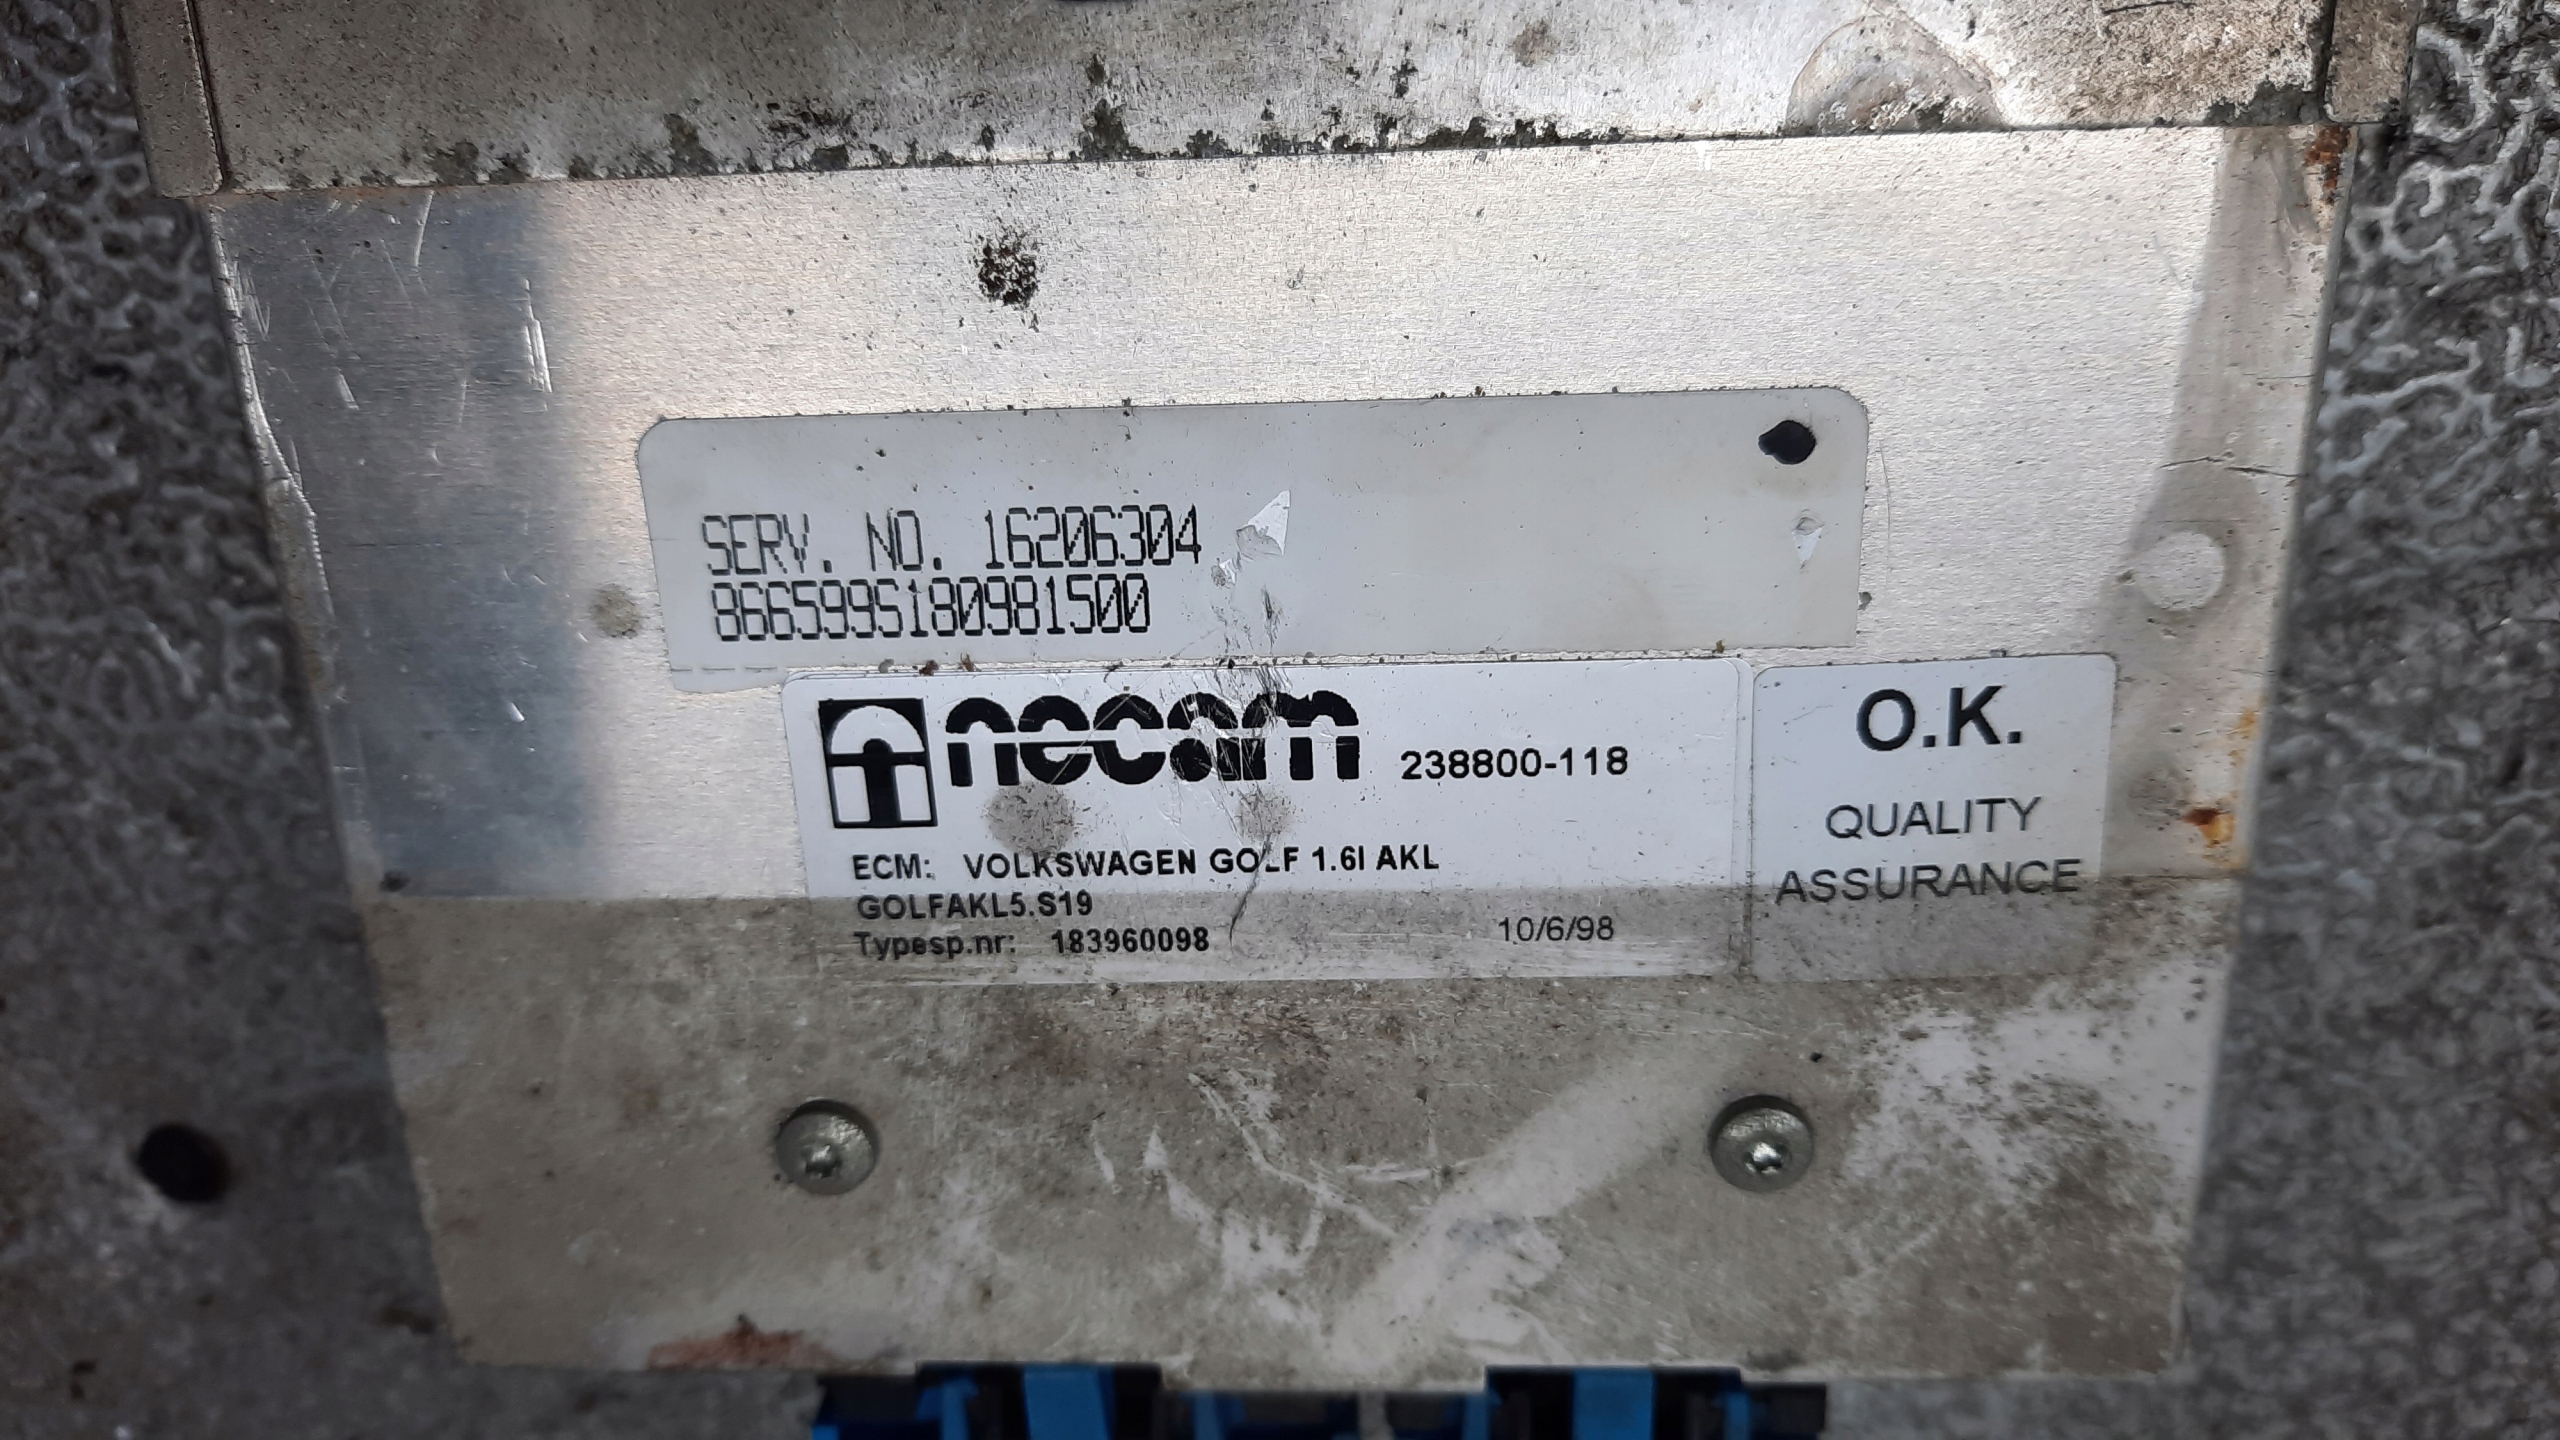 SERV. NO. 16206304
866599S180981500
necam 238800-118
ECM: VOLKSWAGEN GOLF 1.6I AKL
GOLFAKL5.S19
Typesp.nr: 183960098 10/6/98
O.K.
QUALITY
ASSURANCE